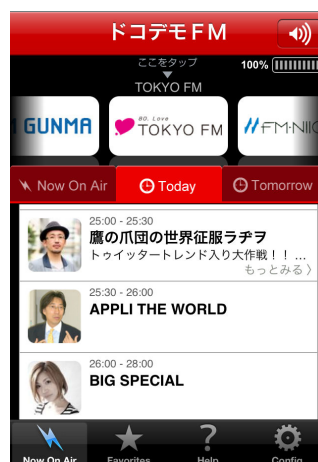 ドコデモFM
ここをタップ
TOKYO FM
100%
GUNMA
80. Love
TOKYO FM
FM-NIIG
Now On Air
Today
Tomorrow
25:00 - 25:30
鷹の爪団の世界征服ラヂヲ
トゥイッタートレンド入り大作戦！！ ...
もっとみる 〉
25:30 - 26:00
APPLI THE WORLD
26:00 - 28:00
BIG SPECIAL
Now On Air
Favorites
Help
Config